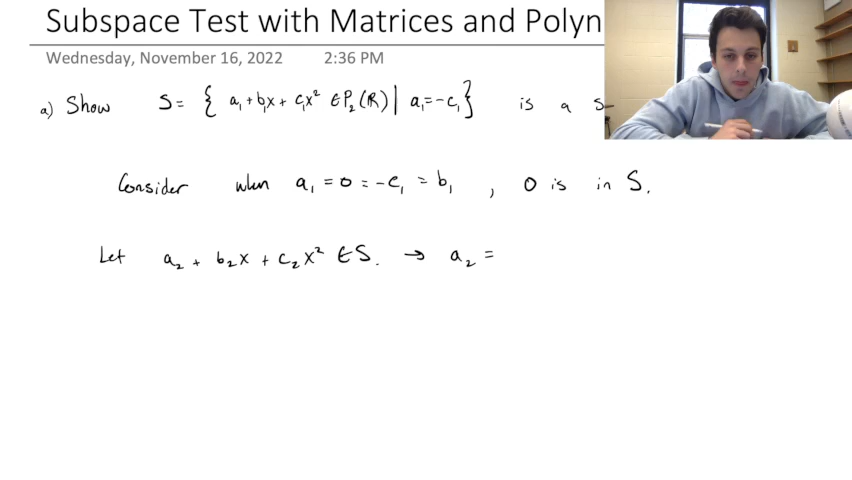 Subspace Test with Matrices and Polyn
Wednesday, November 16, 2022 2:36 PM
a) Show S = { a₁ + b₁x + c₁x² ∈ P₂(R) | a₁ = -c₁ } is a s
Consider when a₁ = 0 = -c₁ = b₁ , 0 is in S.
Let a₂ + b₂x + c₂x² ∈ S. → a₂ =